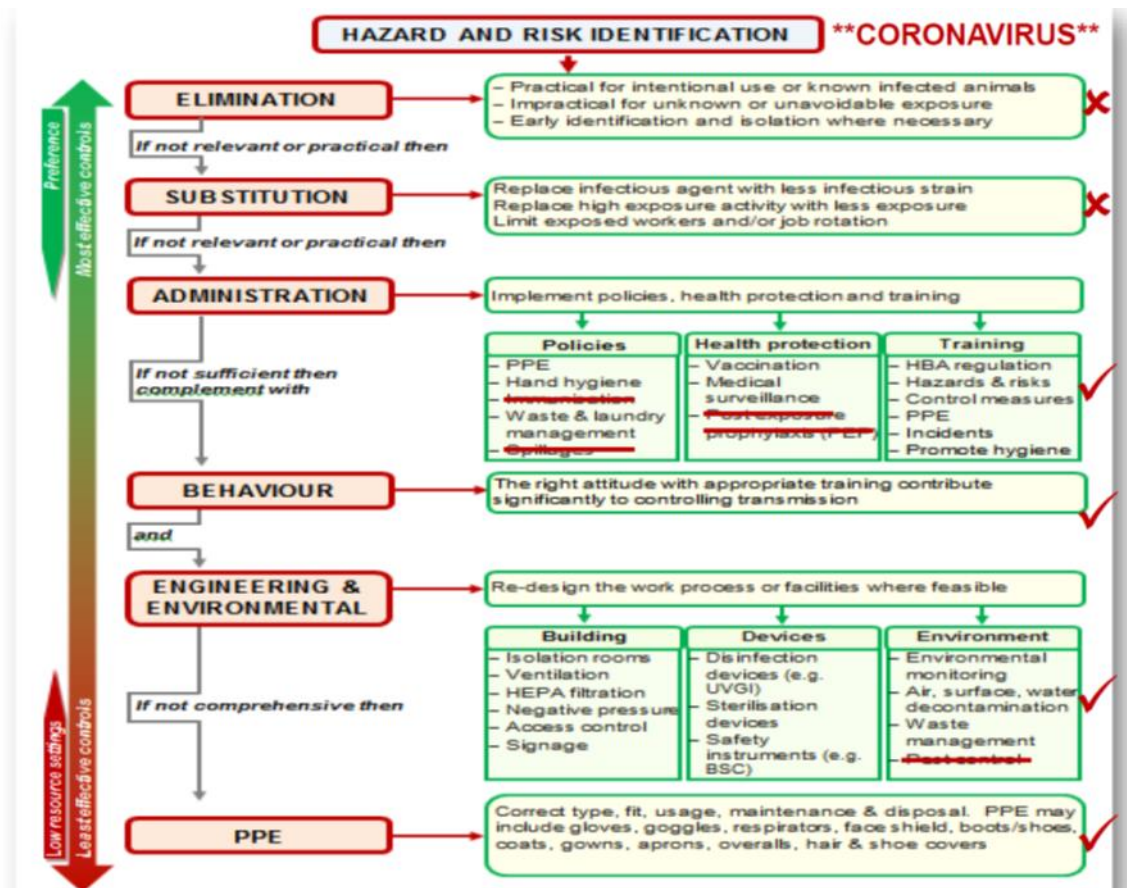 HAZARD AND RISK IDENTIFICATION
**CORONAVIRUS**
Preference
Most effective controls
ELIMINATION
– Practical for intentional use or known infected animals
– Impractical for unknown or unavoidable exposure
– Early identification and isolation where necessary
If not relevant or practical then
SUBSTITUTION
Replace infectious agent with less infectious strain
Replace high exposure activity with less exposure
Limit exposed workers and/or job rotation
If not relevant or practical then
ADMINISTRATION
Implement policies, health protection and training
Policies
– PPE
– Hand hygiene
– Immunisation
– Waste & laundry
management
– Spillages
Health protection
– Vaccination
– Medical
surveillance
– Post exposure
prophylaxis (PEP)
Training
– HBA regulation
– Hazards & risks
– Control measures
– PPE
– Incidents
– Promote hygiene
If not sufficient then
complement with
BEHAVIOUR
The right attitude with appropriate training contribute
significantly to controlling transmission
and
ENGINEERING &
ENVIRONMENTAL
Re-design the work process or facilities where feasible
Building
– Isolation rooms
– Ventilation
– HEPA filtration
– Negative pressure
– Access control
– Signage
Devices
– Disinfection
devices (e.g.
UVGI)
– Sterilisation
devices
– Safety
instruments (e.g.
BSC)
Environment
– Environmental
monitoring
– Air, surface, water
decontamination
– Waste
management
– Pest control
If not comprehensive then
Low resource settings
Least effective controls
PPE
Correct type, fit, usage, maintenance & disposal. PPE may
include gloves, goggles, respirators, face shield, boots/shoes,
coats, gowns, aprons, overalls, hair & shoe covers